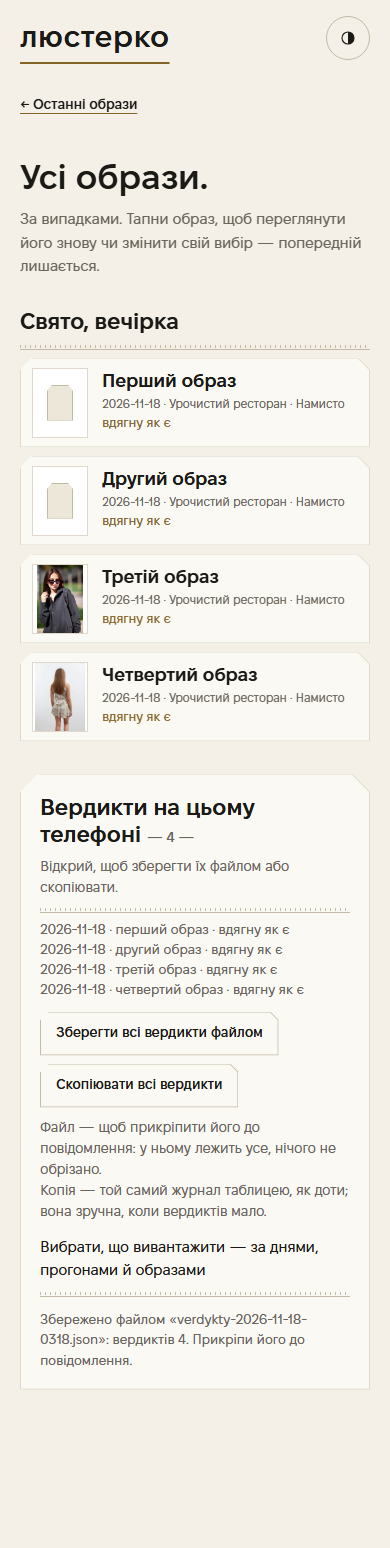 люстерко
← Останні образи
Усі образи.
За випадками. Тапни образ, щоб переглянути
його знову чи змінити свій вибір — попередній
лишається.
Свято, вечірка
Перший образ
2026-11-18 · Урочистий ресторан · Намисто
вдягну як є
Другий образ
2026-11-18 · Урочистий ресторан · Намисто
вдягну як є
Третій образ
2026-11-18 · Урочистий ресторан · Намисто
вдягну як є
Четвертий образ
2026-11-18 · Урочистий ресторан · Намисто
вдягну як є
Вердикти на цьому
телефоні — 4 —
Відкрий, щоб зберегти їх файлом або
скопіювати.
2026-11-18 · перший образ · вдягну як є
2026-11-18 · другий образ · вдягну як є
2026-11-18 · третій образ · вдягну як є
2026-11-18 · четвертий образ · вдягну як є
Зберегти всі вердикти файлом
Скопіювати всі вердикти
Файл — щоб прикріпити його до
повідомлення: у ньому лежить усе, нічого не
обрізано.
Копія — той самий журнал таблицею, як доти;
вона зручна, коли вердиктів мало.
Вибрати, що вивантажити — за днями,
прогонами й образами
Збережено файлом «verdykty-2026-11-18-
0318.json»: вердиктів 4. Прикріпи його до
повідомлення.